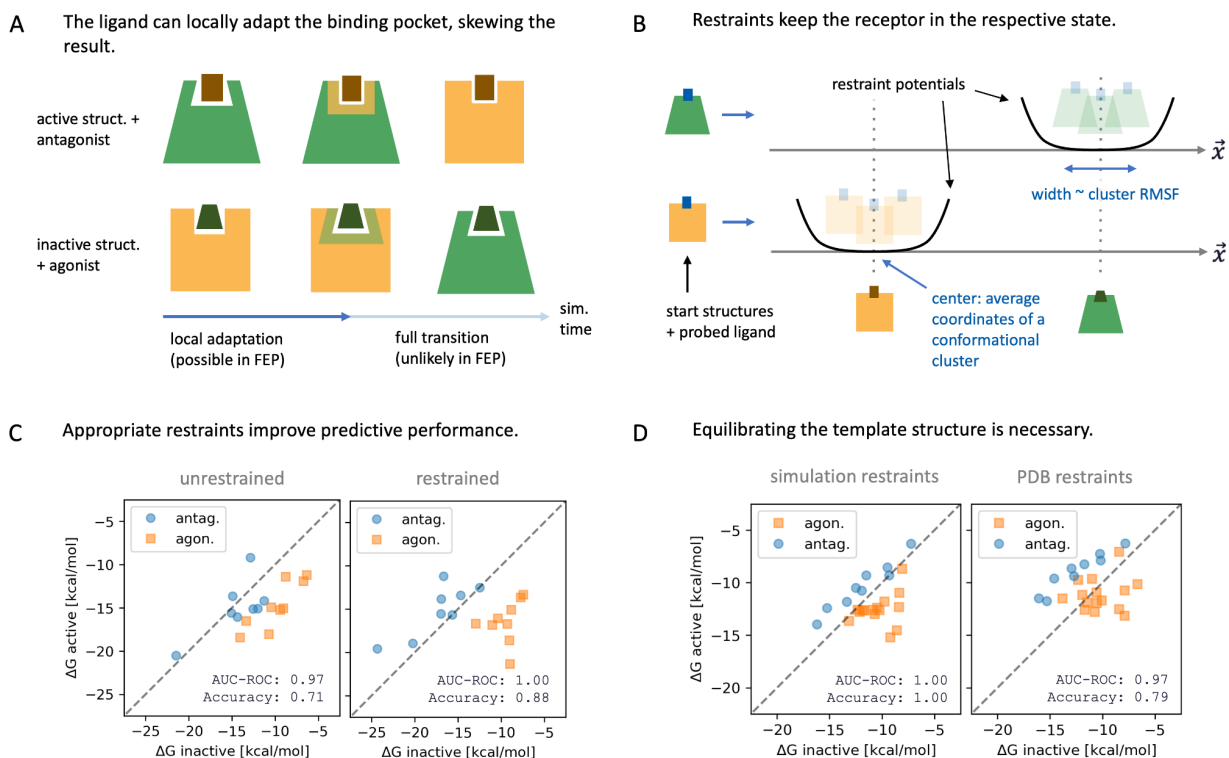 A
The ligand can locally adapt the binding pocket, skewing the
result.
active struct. +
antagonist
inactive struct.
+ agonist
local adaptation
(possible in FEP)
full transition
(unlikely in FEP)
sim.
time
B
Restraints keep the receptor in the respective state.
restraint potentials
x
width ~ cluster RMSF
x
start structures
+ probed ligand
center: average
coordinates of a
conformational
cluster
C
Appropriate restraints improve predictive performance.
unrestrained
restrained
antag.
agon.
antag.
agon.
−5
−10
−15
−20
−25
ΔG active [kcal/mol]
AUC-ROC: 0.97
Accuracy: 0.71
AUC-ROC: 1.00
Accuracy: 0.88
−25 −20 −15 −10 −5
−25 −20 −15 −10 −5
ΔG inactive [kcal/mol]
ΔG inactive [kcal/mol]
D
Equilibrating the template structure is necessary.
simulation restraints
PDB restraints
agon.
antag.
agon.
antag.
−5
−10
−15
−20
ΔG active [kcal/mol]
AUC-ROC: 1.00
Accuracy: 1.00
AUC-ROC: 0.97
Accuracy: 0.79
−20 −15 −10 −5
−20 −15 −10 −5
ΔG inactive [kcal/mol]
ΔG inactive [kcal/mol]